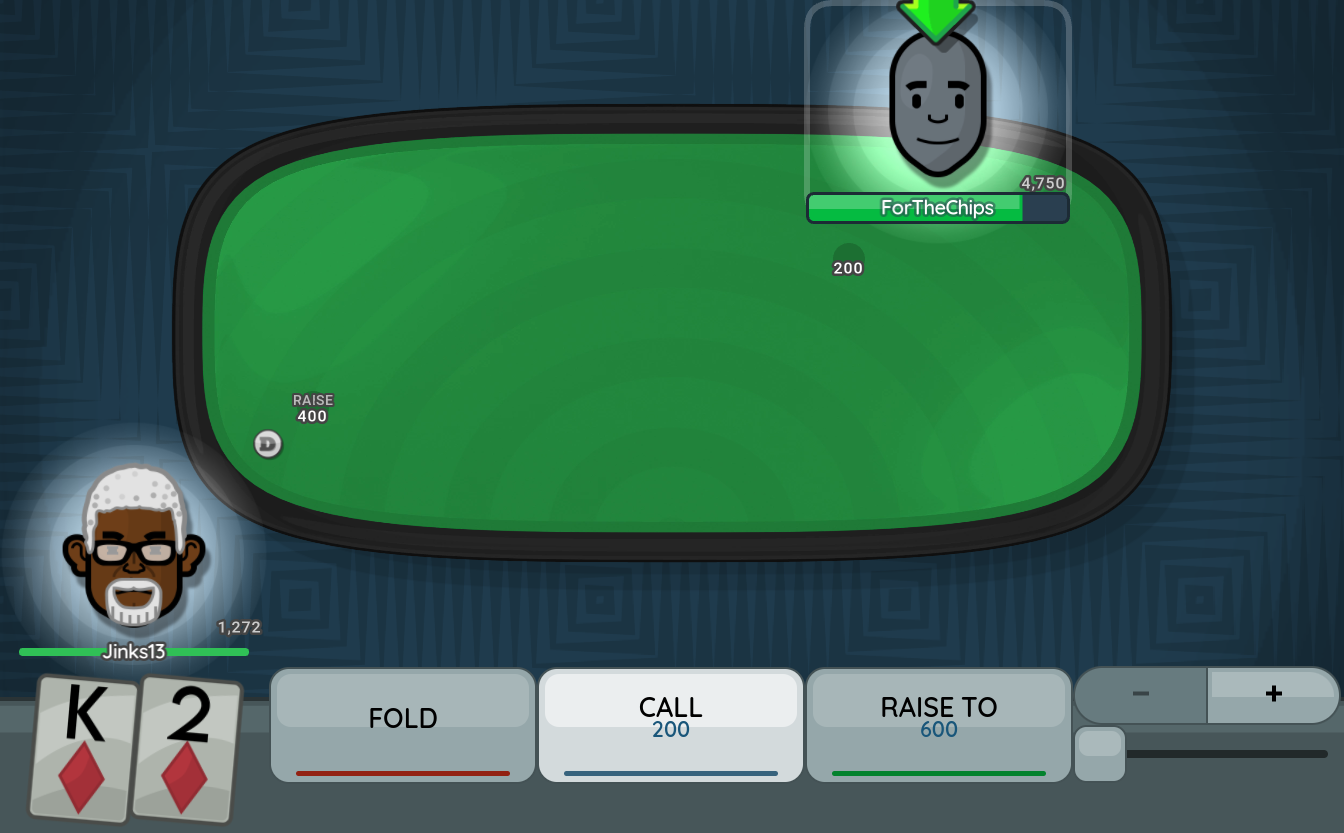 4,750
ForTheChips
200
RAISE
400
D
1,272
Jinks13
K 2
FOLD
CALL
200
RAISE TO
600
− +